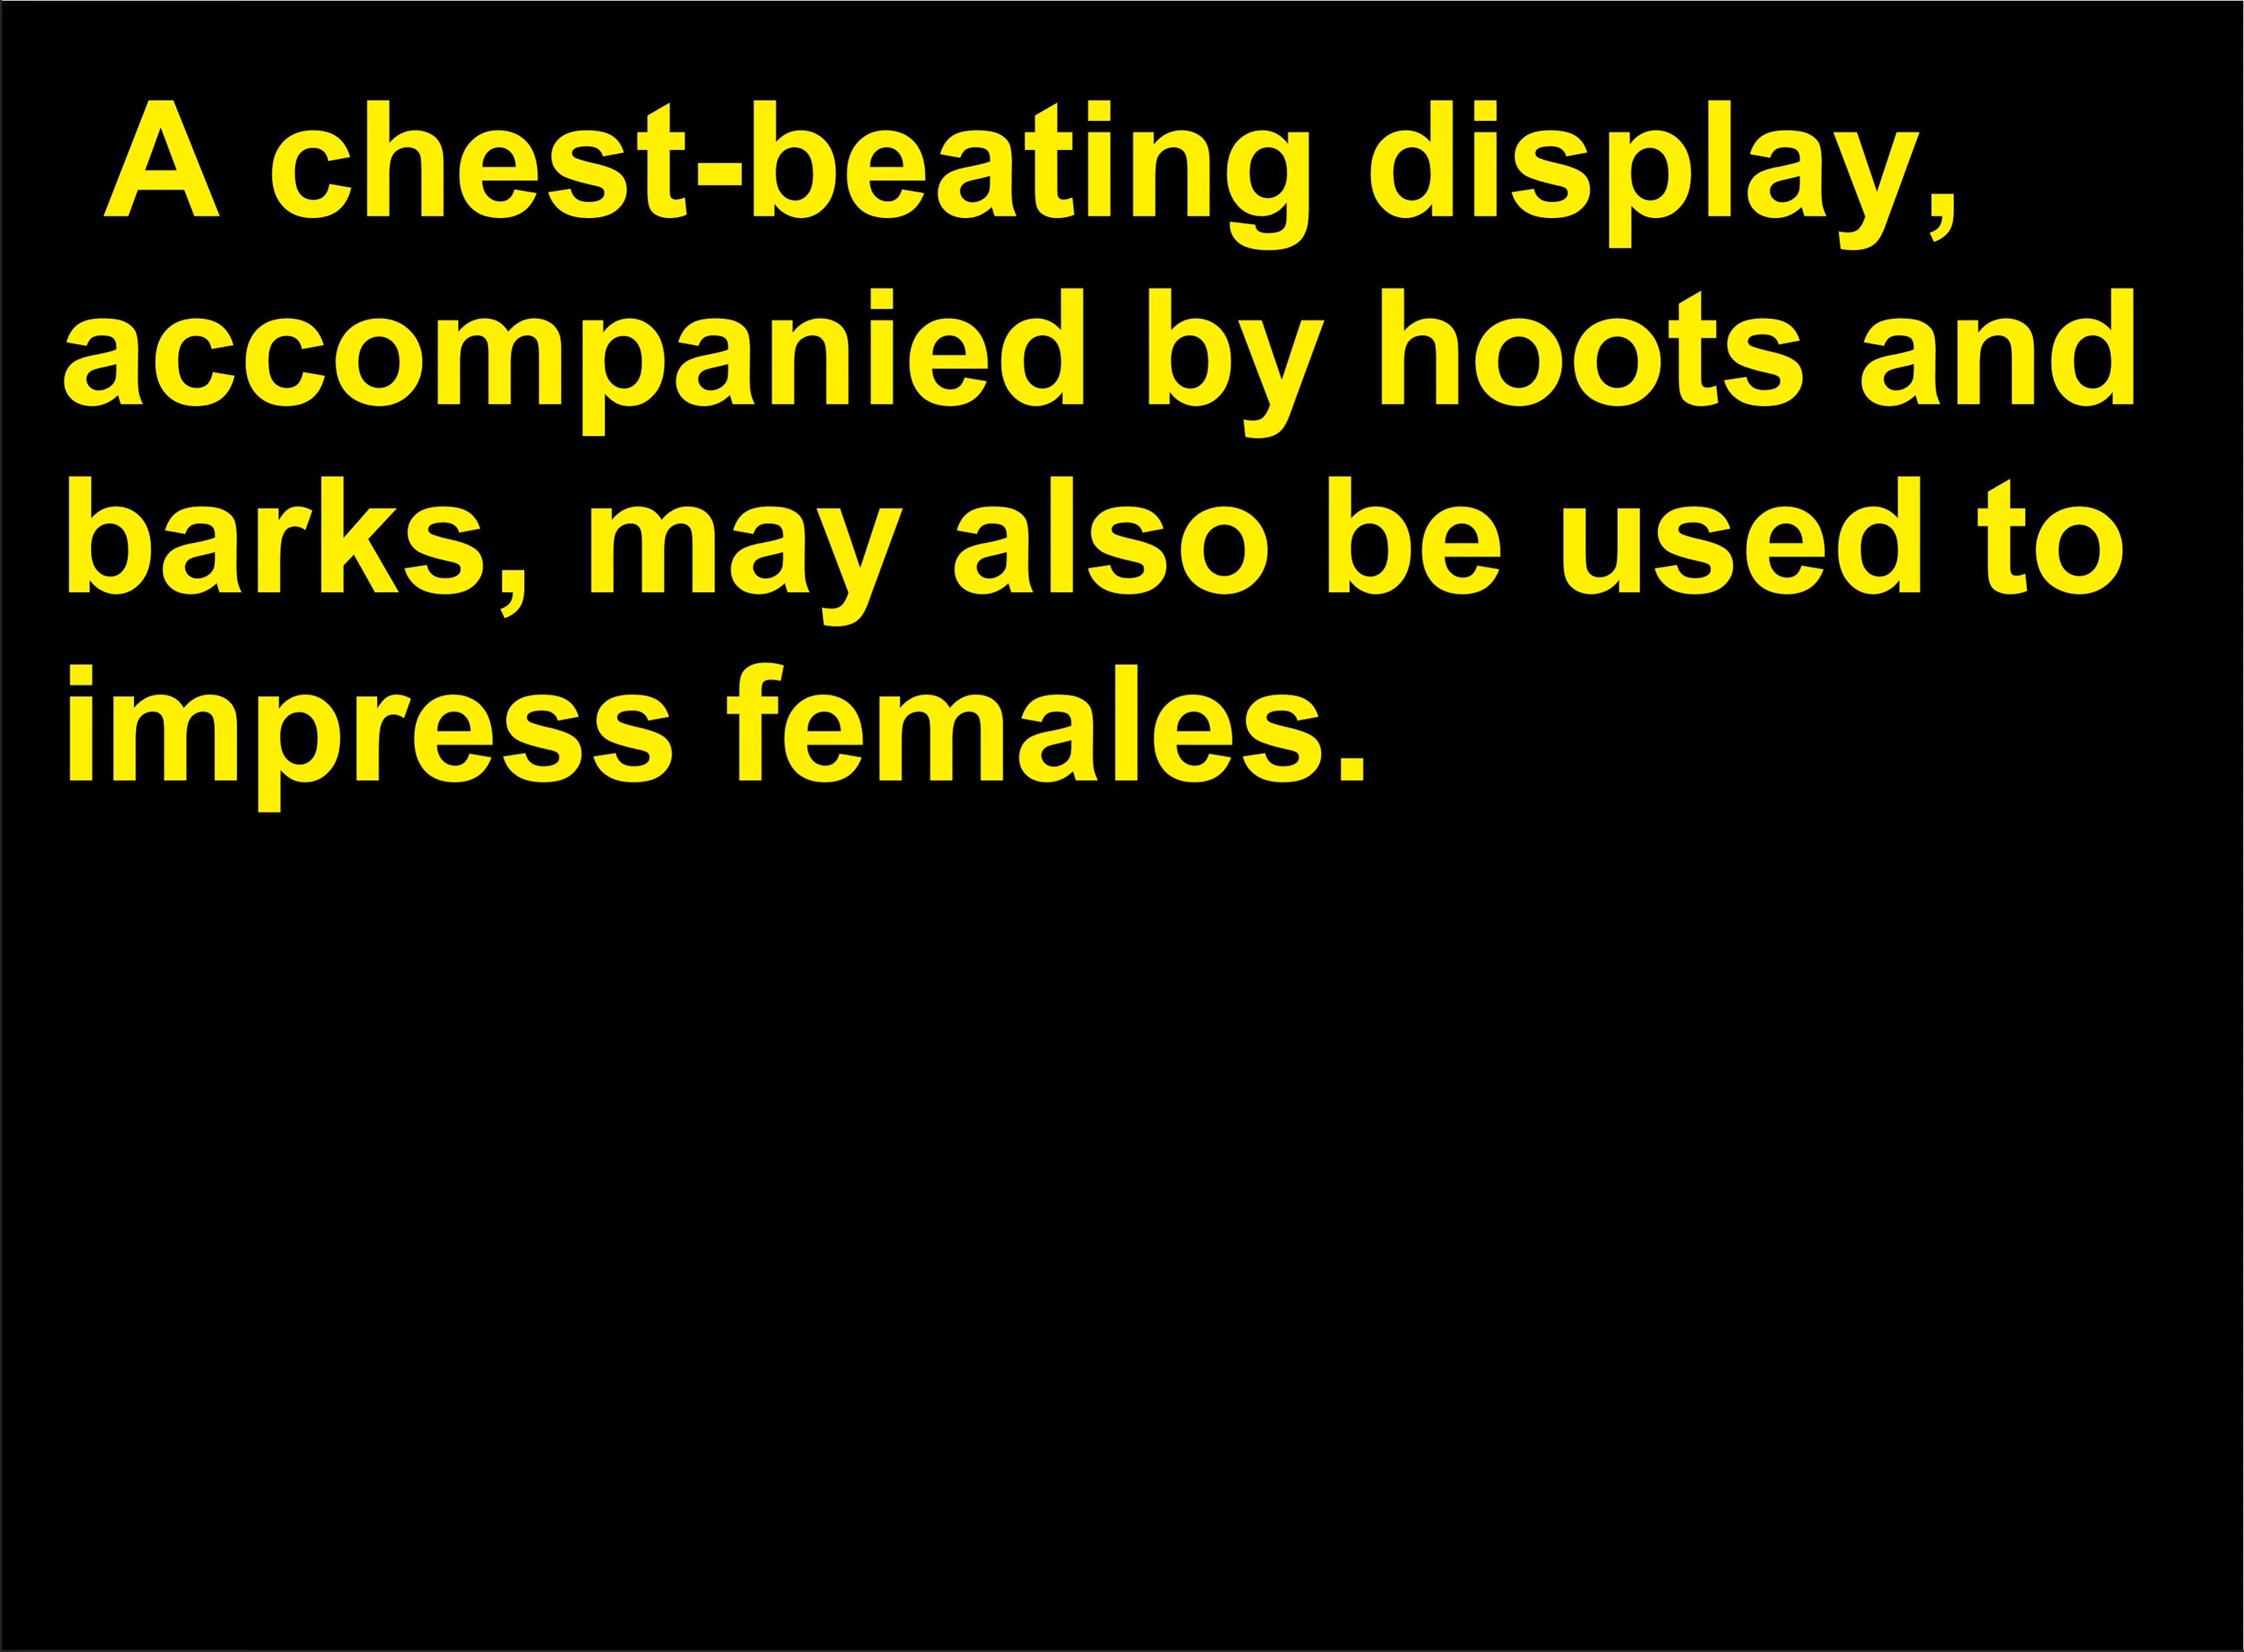 A chest-beating display,
accompanied by hoots and
barks, may also be used to
impress females.